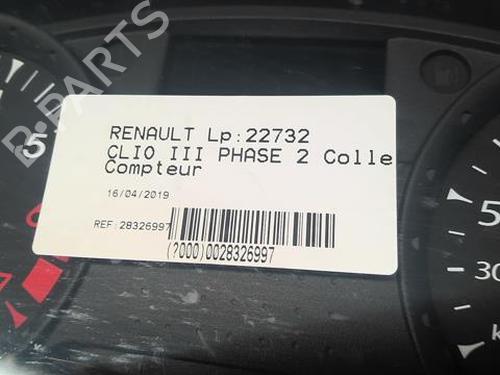 B-PARTS
RENAULT Lp:22732
CLIO III PHASE 2 Colle
Compteur
16/04/2019
REF:28326997
(?000)0028326997
5
5
30
k